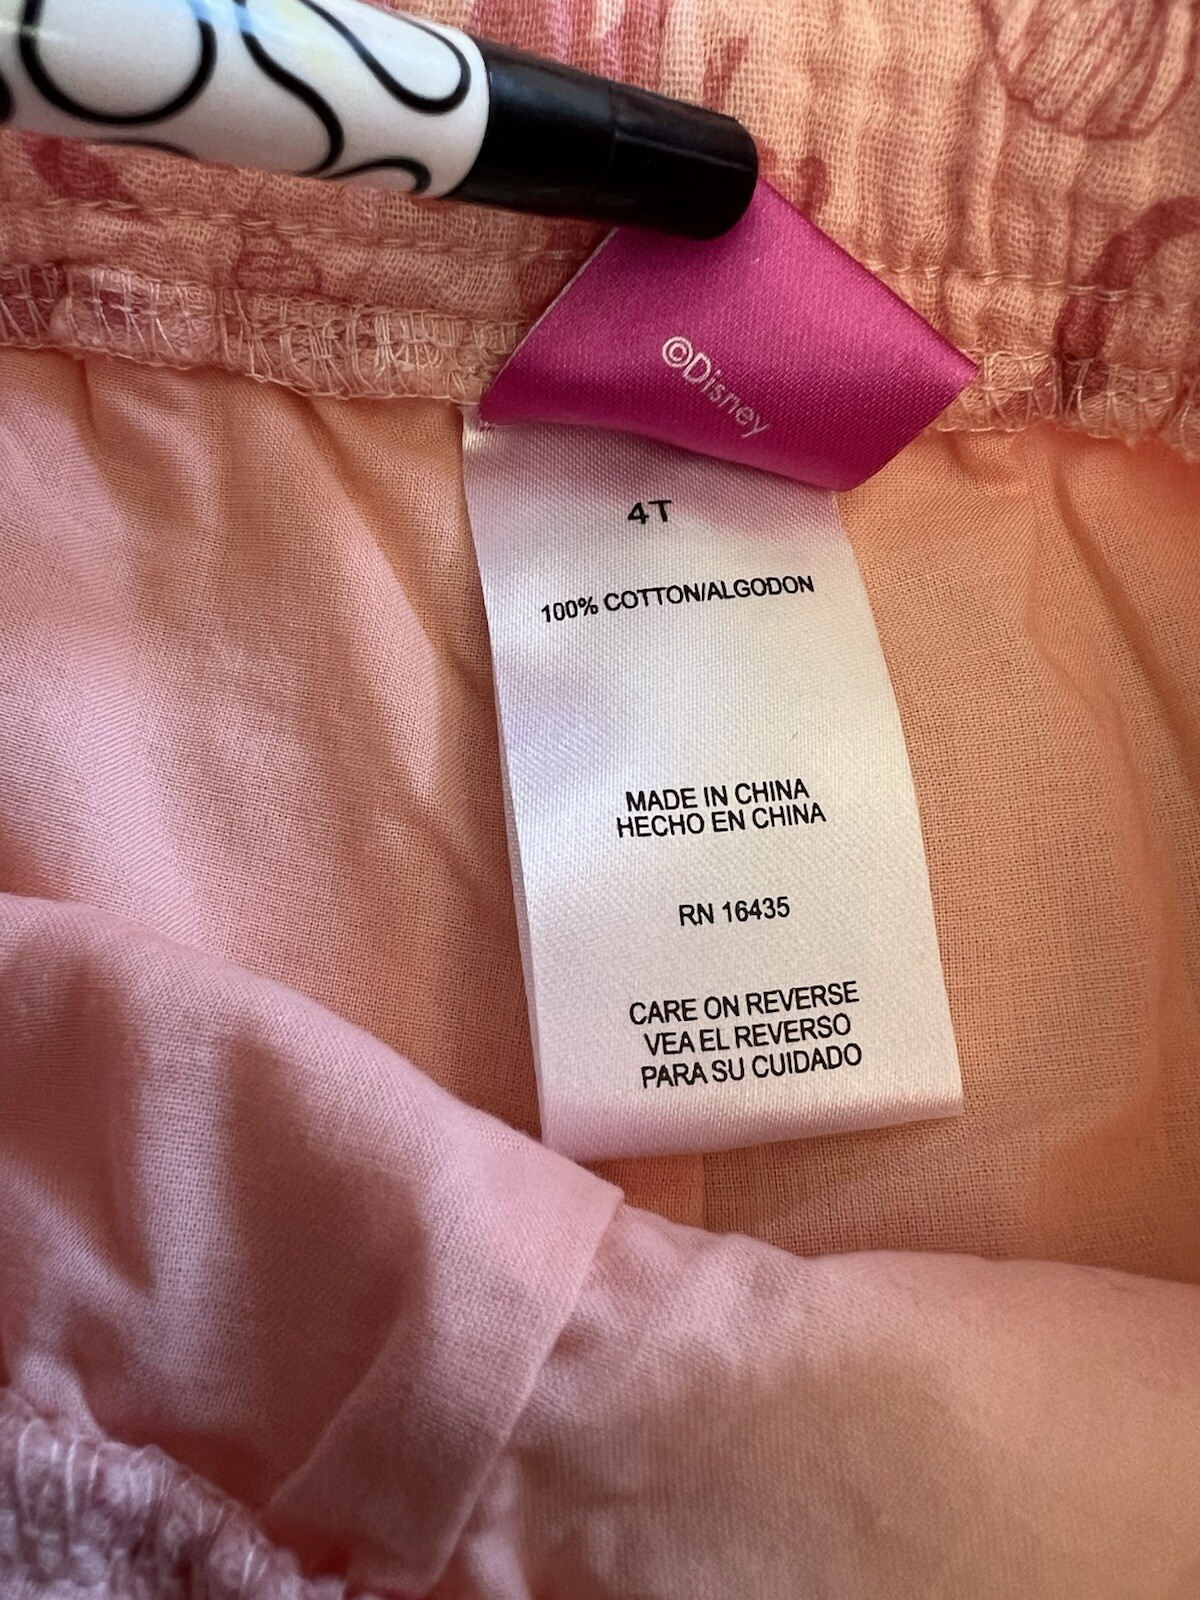 ©Disney
4T
100% COTTON/ALGODON
MADE IN CHINA
HECHO EN CHINA
RN 16435
CARE ON REVERSE
VEA EL REVERSO
PARA SU CUIDADO